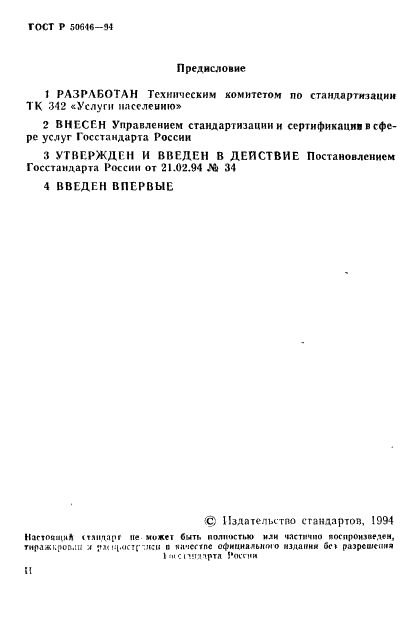 ГОСТ Р 50646—94
Предисловие
1 РАЗРАБОТАН Техническим комитетом по стандартизации
ТК 342 «Услуги населению»
2 ВНЕСЕН Управлением стандартизации и сертификации в сфе-
ре услуг Госстандарта России
3 УТВЕРЖДЕН И ВВЕДЕН В ДЕЙСТВИЕ Постановлением
Госстандарта России от 21.02.94 № 34
4 ВВЕДЕН ВПЕРВЫЕ
© Издательство стандартов, 1994
Настоящий стандарт не может быть полностью или частично воспроизведен,
тиражирован и распространен в качестве официального издания без разрешения
Госстандарта России
II